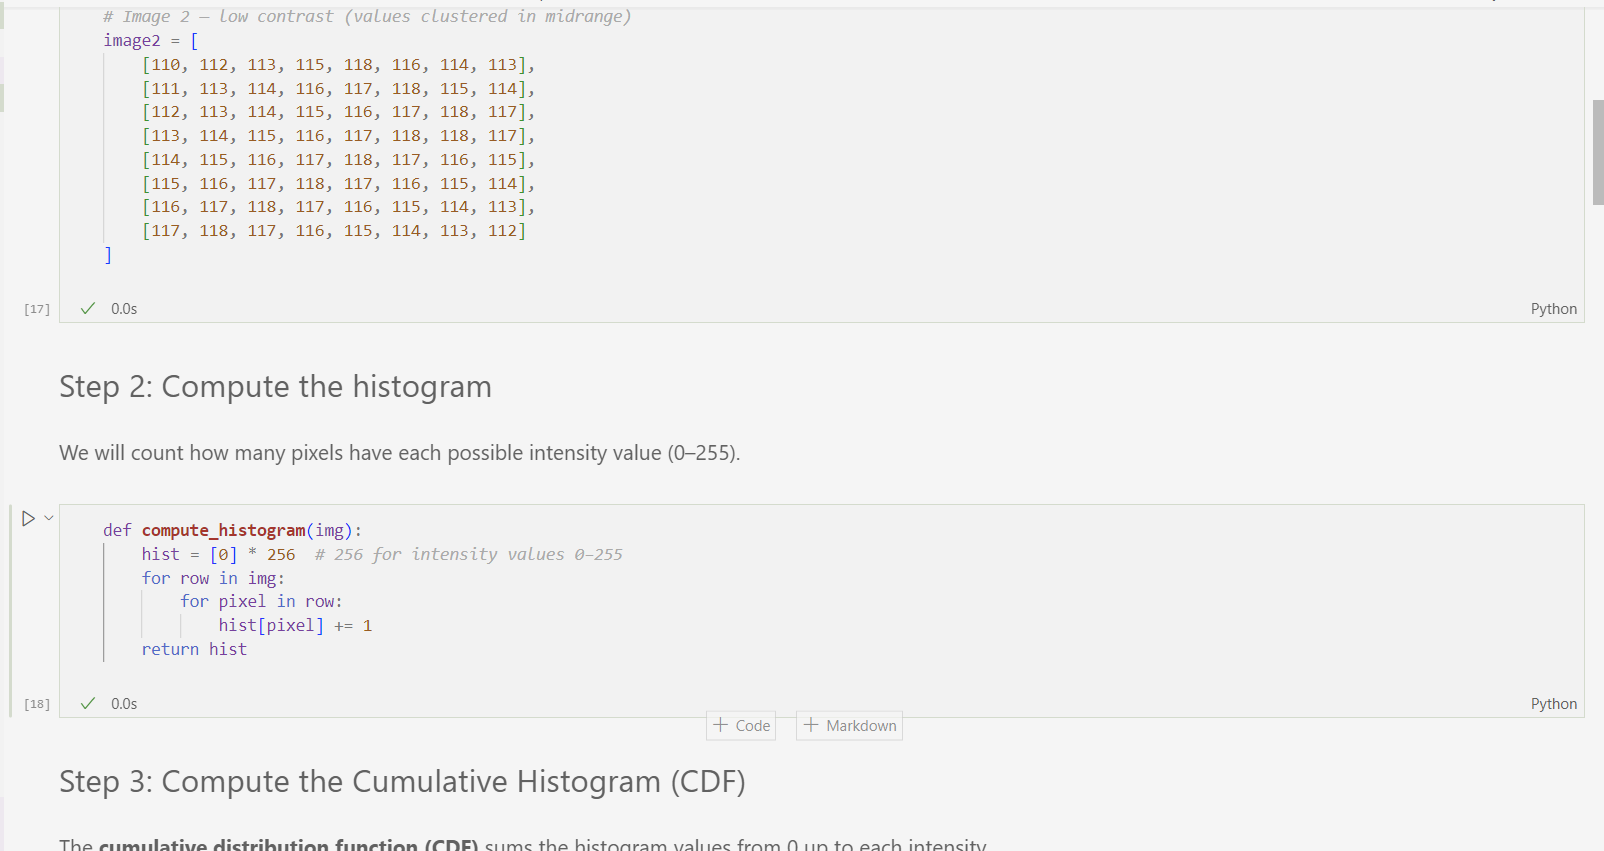 # Image 2 — low contrast (values clustered in midrange)
image2 = [
    [110, 112, 113, 115, 118, 116, 114, 113],
    [111, 113, 114, 116, 117, 118, 115, 114],
    [112, 113, 114, 115, 116, 117, 118, 117],
    [113, 114, 115, 116, 117, 118, 118, 117],
    [114, 115, 116, 117, 118, 117, 116, 115],
    [115, 116, 117, 118, 117, 116, 115, 114],
    [116, 117, 118, 117, 116, 115, 114, 113],
    [117, 118, 117, 116, 115, 114, 113, 112]
]
[17] 0.0s Python
Step 2: Compute the histogram
We will count how many pixels have each possible intensity value (0–255).
def compute_histogram(img):
    hist = [0] * 256  # 256 for intensity values 0–255
    for row in img:
        for pixel in row:
            hist[pixel] += 1
    return hist
[18] 0.0s Python
+ Code + Markdown
Step 3: Compute the Cumulative Histogram (CDF)
The cumulative distribution function (CDF) sums the histogram values from 0 up to each intensity.